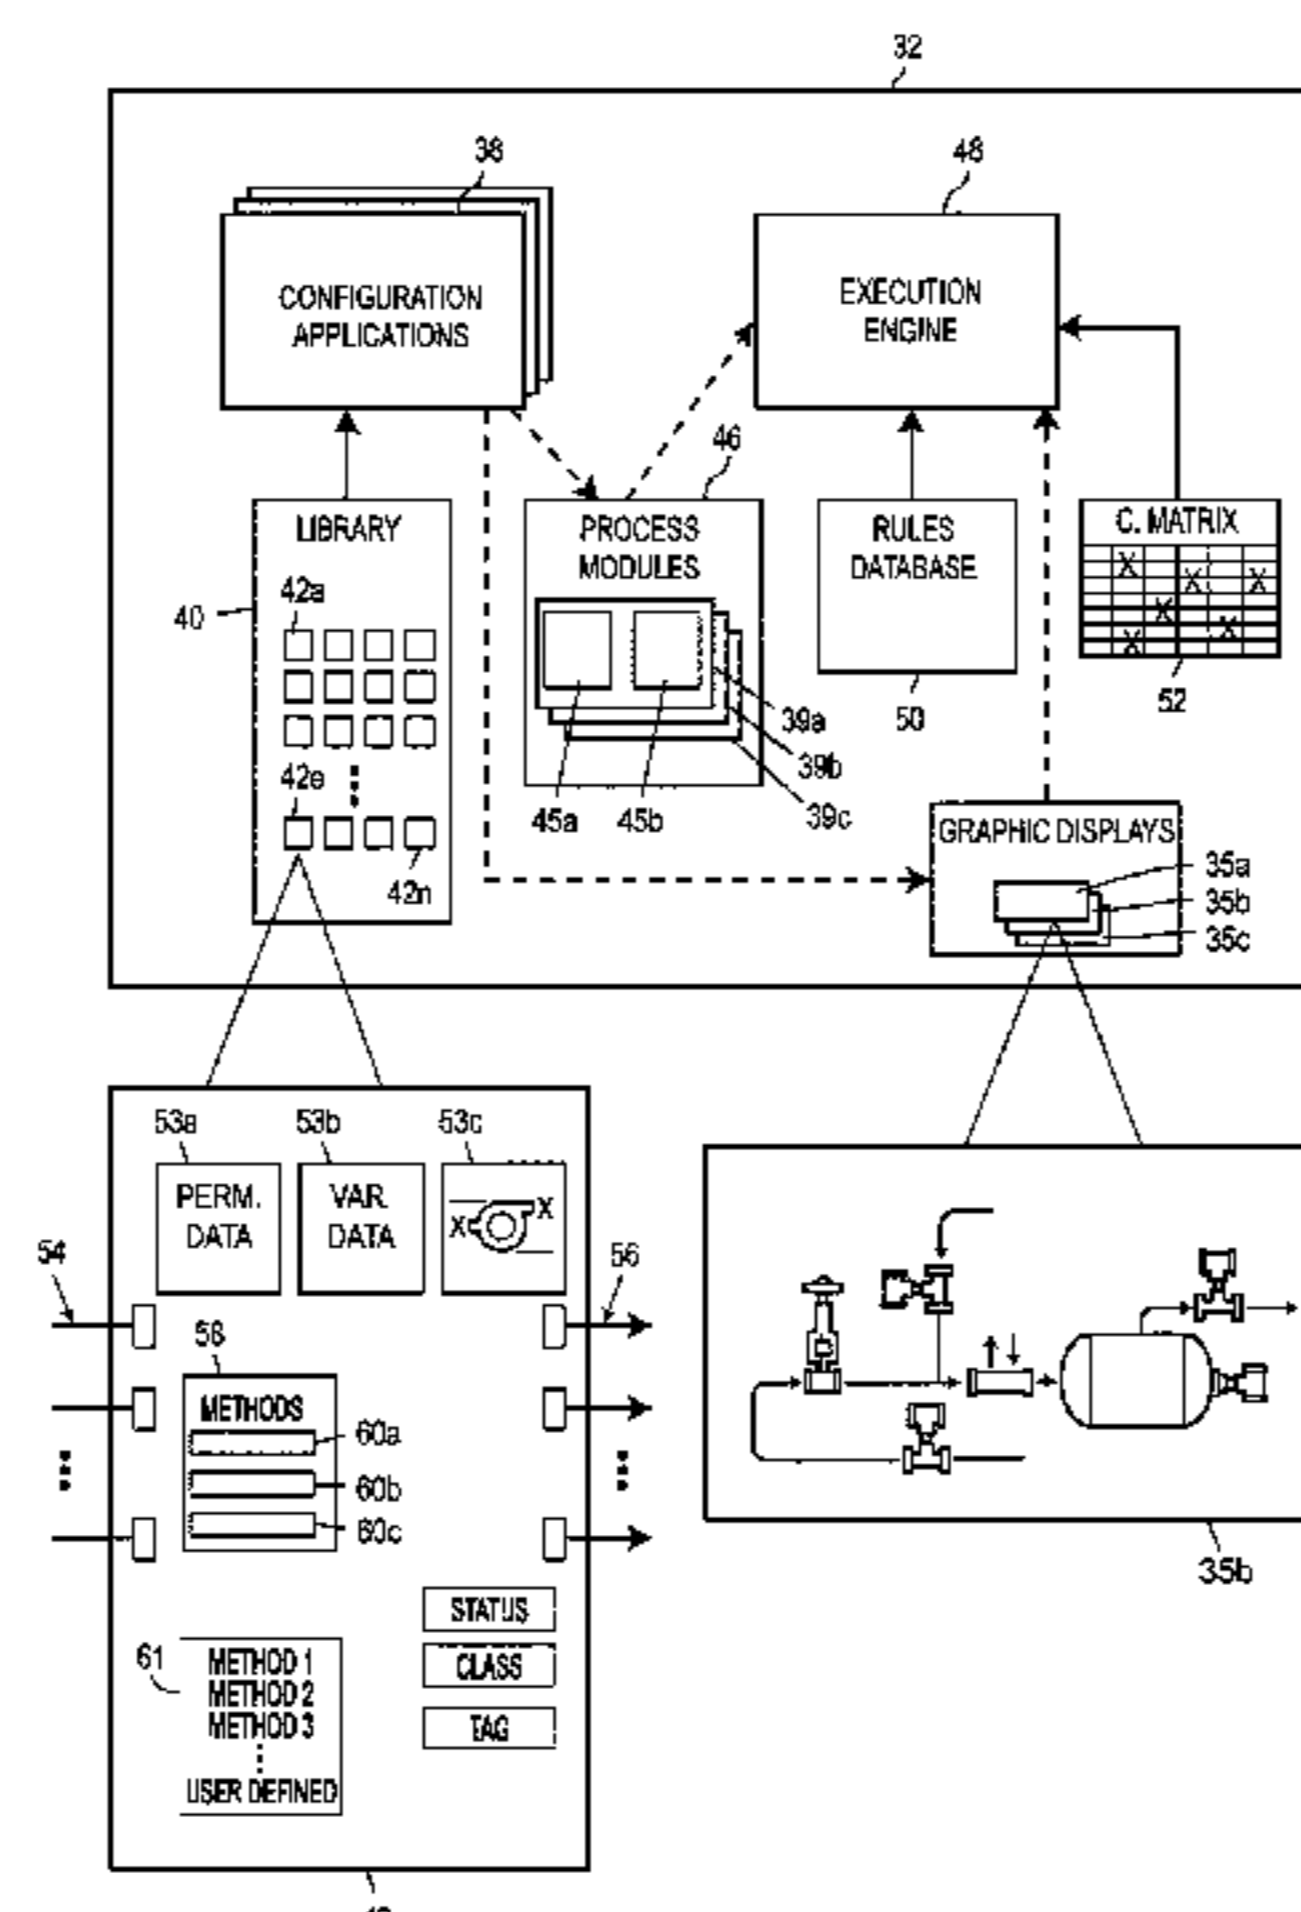 32
38
48
CONFIGURATION
APPLICATIONS
EXECUTION
ENGINE
46
LIBRARY
PROCESS
MODULES
RULES
DATABASE
C. MATRIX
X
X
X
X
X
X
42a
40
39a
50
52
39b
42e
45a
45b
39c
GRAPHIC DISPLAYS
35a
42n
35b
35c
53a
53b
53c
PERM.
DATA
VAR.
DATA
X
X
54
56
58
METHODS
60a
60b
60c
35b
STATUS
61
METHOD 1
METHOD 2
METHOD 3
CLASS
TAG
USER DEFINED